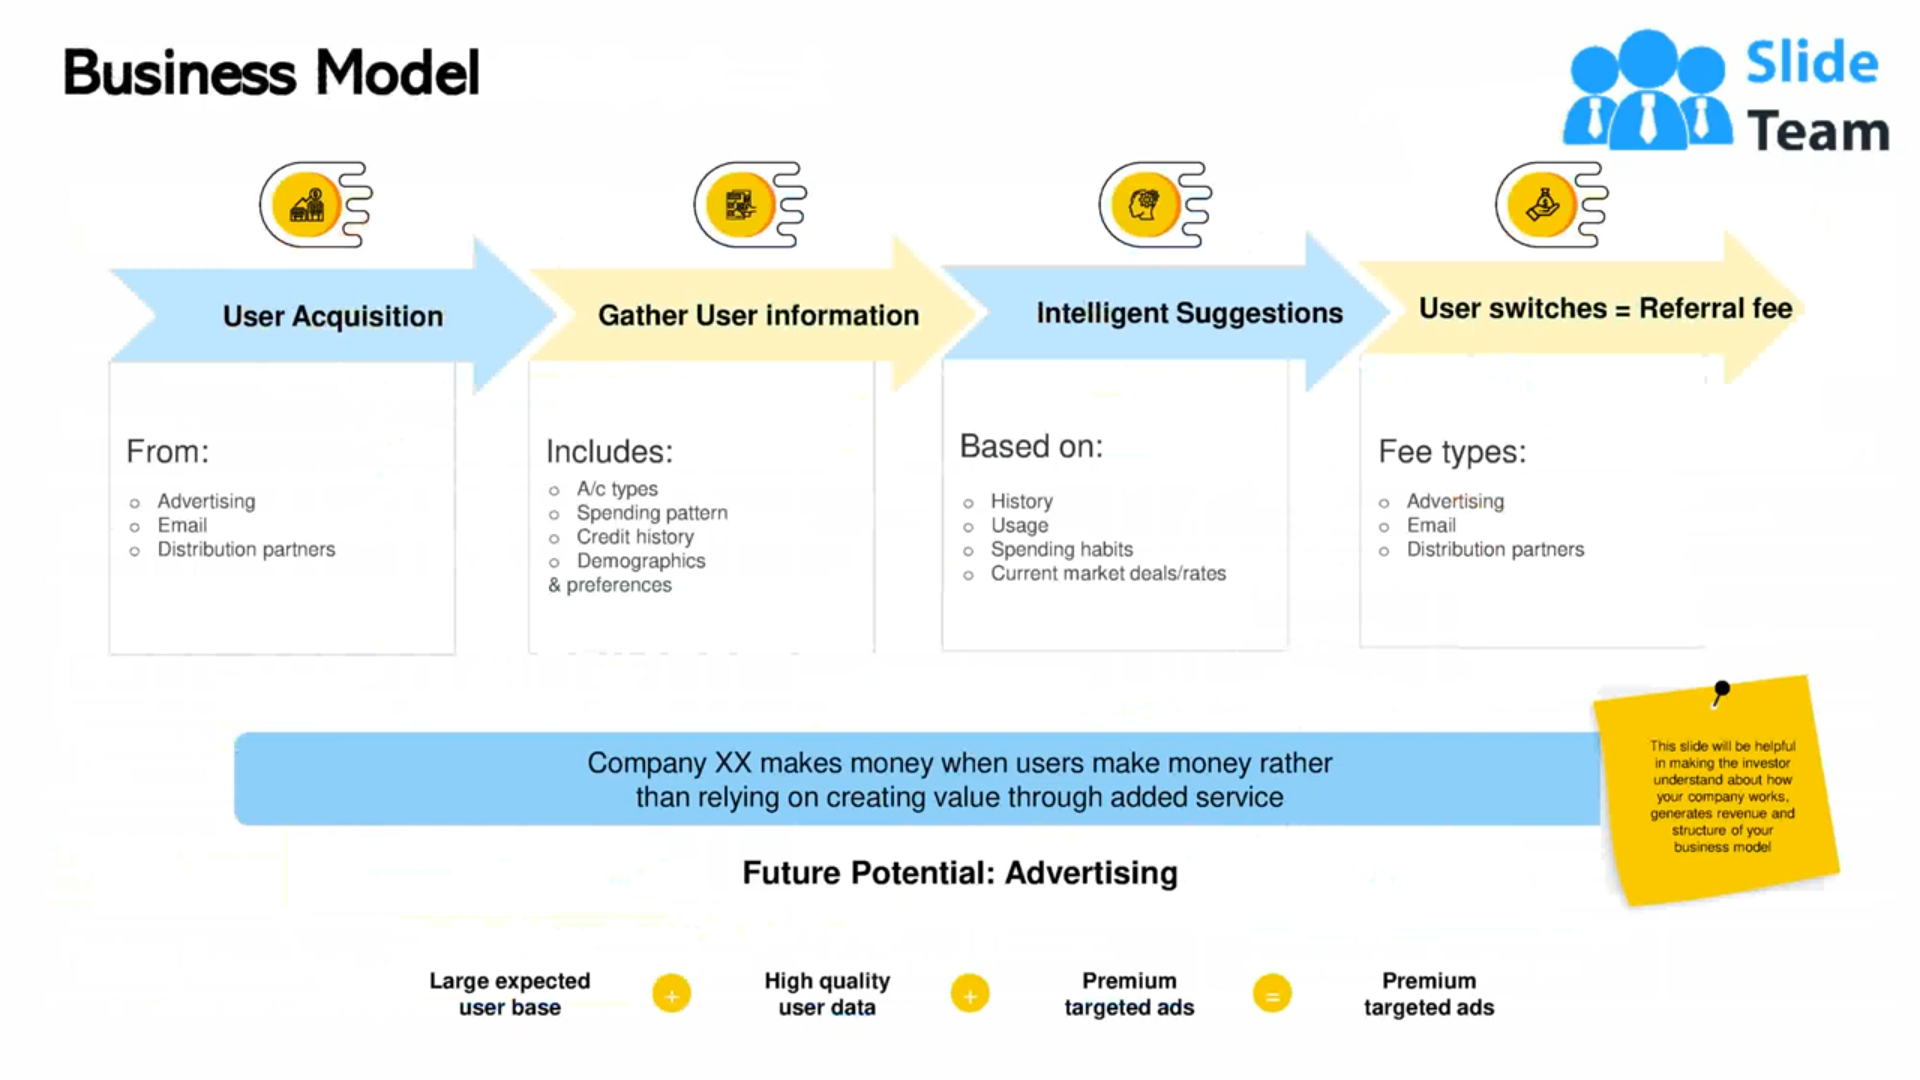 Business Model
Slide
Team
User Acquisition
Gather User information
Intelligent Suggestions
User switches = Referral fee
From:
o Advertising
o Email
o Distribution partners
Includes:
o A/c types
o Spending pattern
o Credit history
o Demographics
& preferences
Based on:
o History
o Usage
o Spending habits
o Current market deals/rates
Fee types:
o Advertising
o Email
o Distribution partners
Company XX makes money when users make money rather
than relying on creating value through added service
This slide will be helpful
in making the investor
understand about how
your company works,
generates revenue and
structure of your
business model
Future Potential: Advertising
Large expected
user base
+
High quality
user data
+
Premium
targeted ads
=
Premium
targeted ads